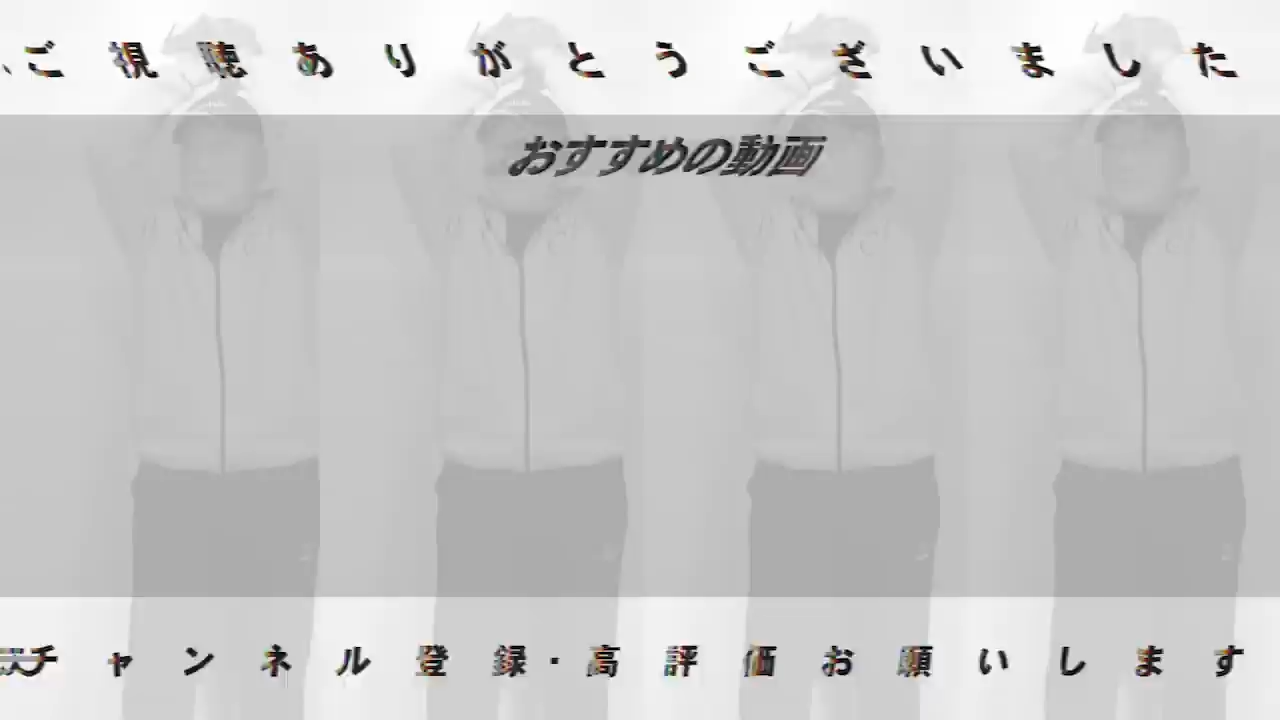 ご視聴ありがとうございました
おすすめの動画
チャンネル登録・高評価お願いします